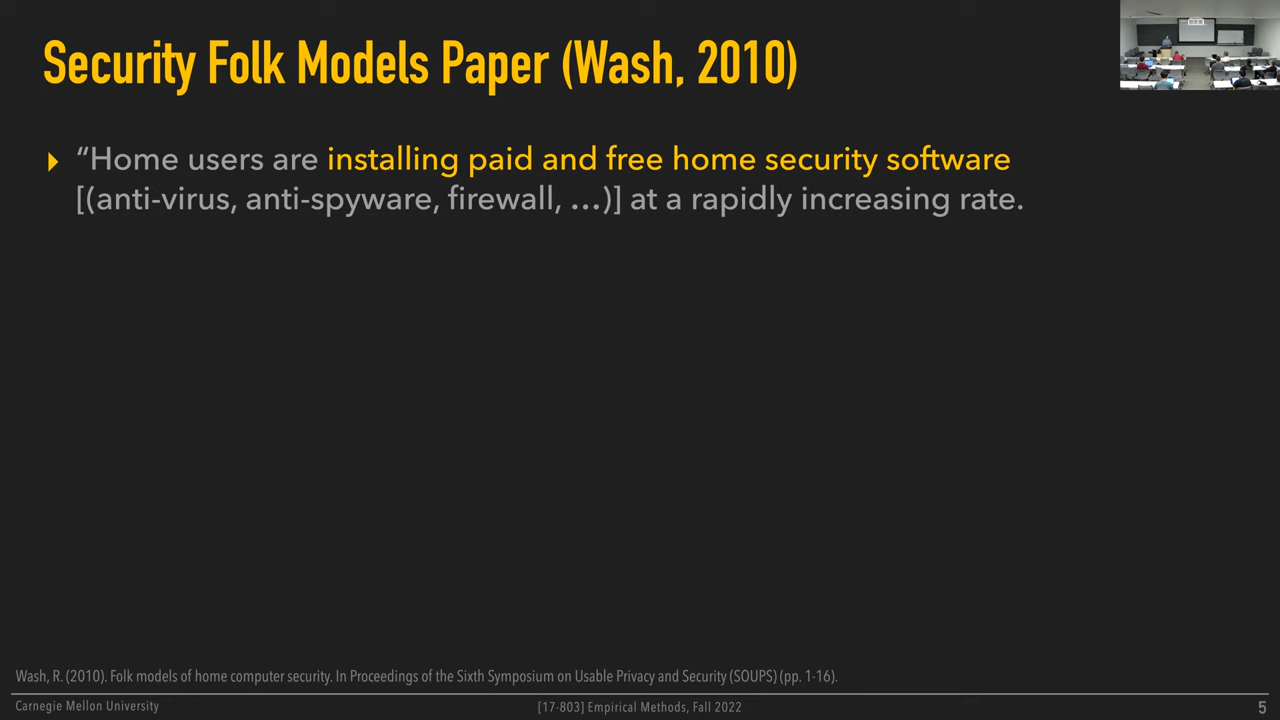 Security Folk Models Paper (Wash, 2010)
“Home users are installing paid and free home security software
[(anti-virus, anti-spyware, firewall, …)] at a rapidly increasing rate.
Wash, R. (2010). Folk models of home computer security. In Proceedings of the Sixth Symposium on Usable Privacy and Security (SOUPS) (pp. 1-16).
Carnegie Mellon University
[17-803] Empirical Methods, Fall 2022
5